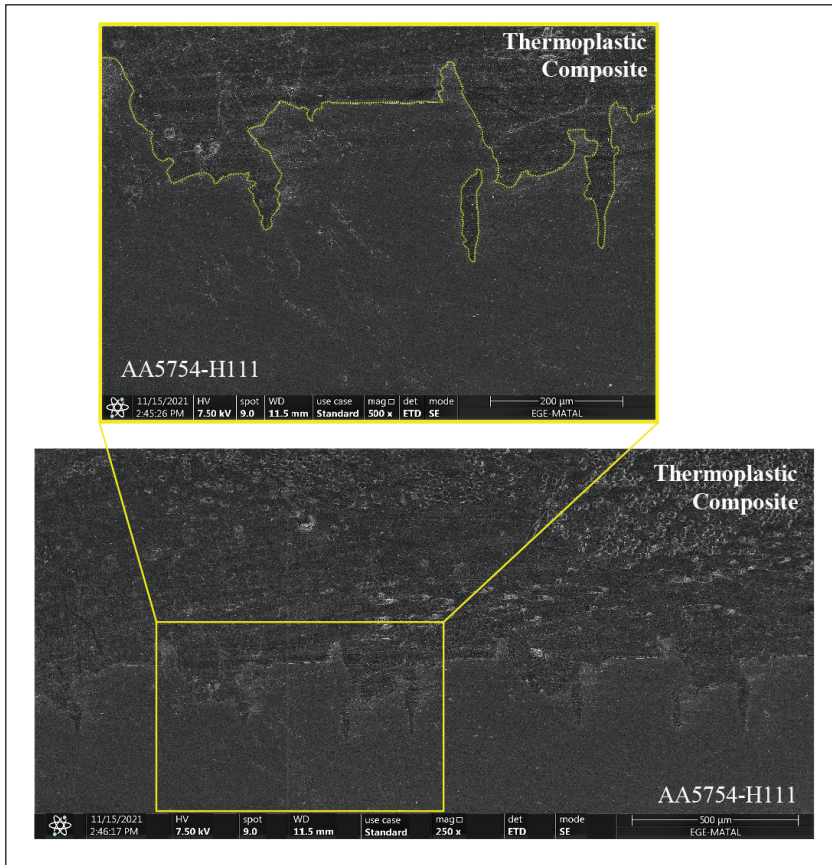 Thermoplastic
Composite
AA5754-H111
11/15/2021 HV spot WD use case mag det mode 200 µm
2:45:26 PM 7.50 kV 9.0 11.5 mm Standard 500 x ETD SE EGE-MATAL
Thermoplastic
Composite
AA5754-H111
11/15/2021 HV spot WD use case mag det mode 500 µm
2:46:17 PM 7.50 kV 9.0 11.5 mm Standard 250 x ETD SE EGE-MATAL